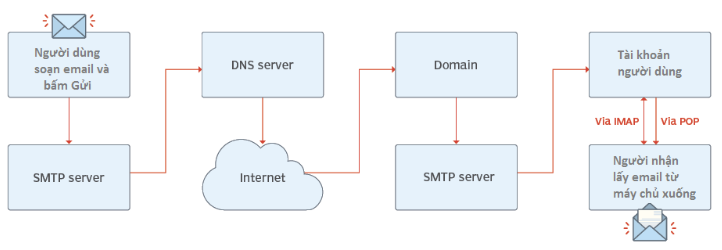 Người dùng
soạn email và
bấm Gửi
SMTP server
DNS server
Internet
Domain
SMTP server
Tài khoản
người dùng
Via IMAP
Via POP
Người nhận
lấy email từ
máy chủ xuống